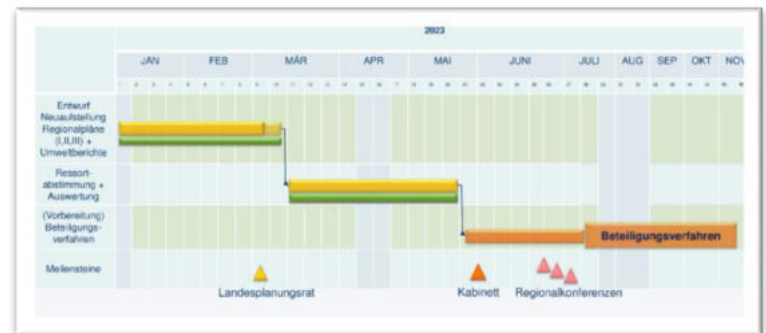 2023
JAN FEB MÄR APR MAI JUNI JULI AUG SEP OKT NOV
Entwurf
Neuaufstellung
Regionalpläne
(I,II,III) +
Umweltberichte
Ressort-
abstimmung +
Auswertung
(Vorbereitung)
Beteiligungs-
verfahren
Beteiligungsverfahren
Meilensteine
Landesplanungsrat Kabinett Regionalkonferenzen